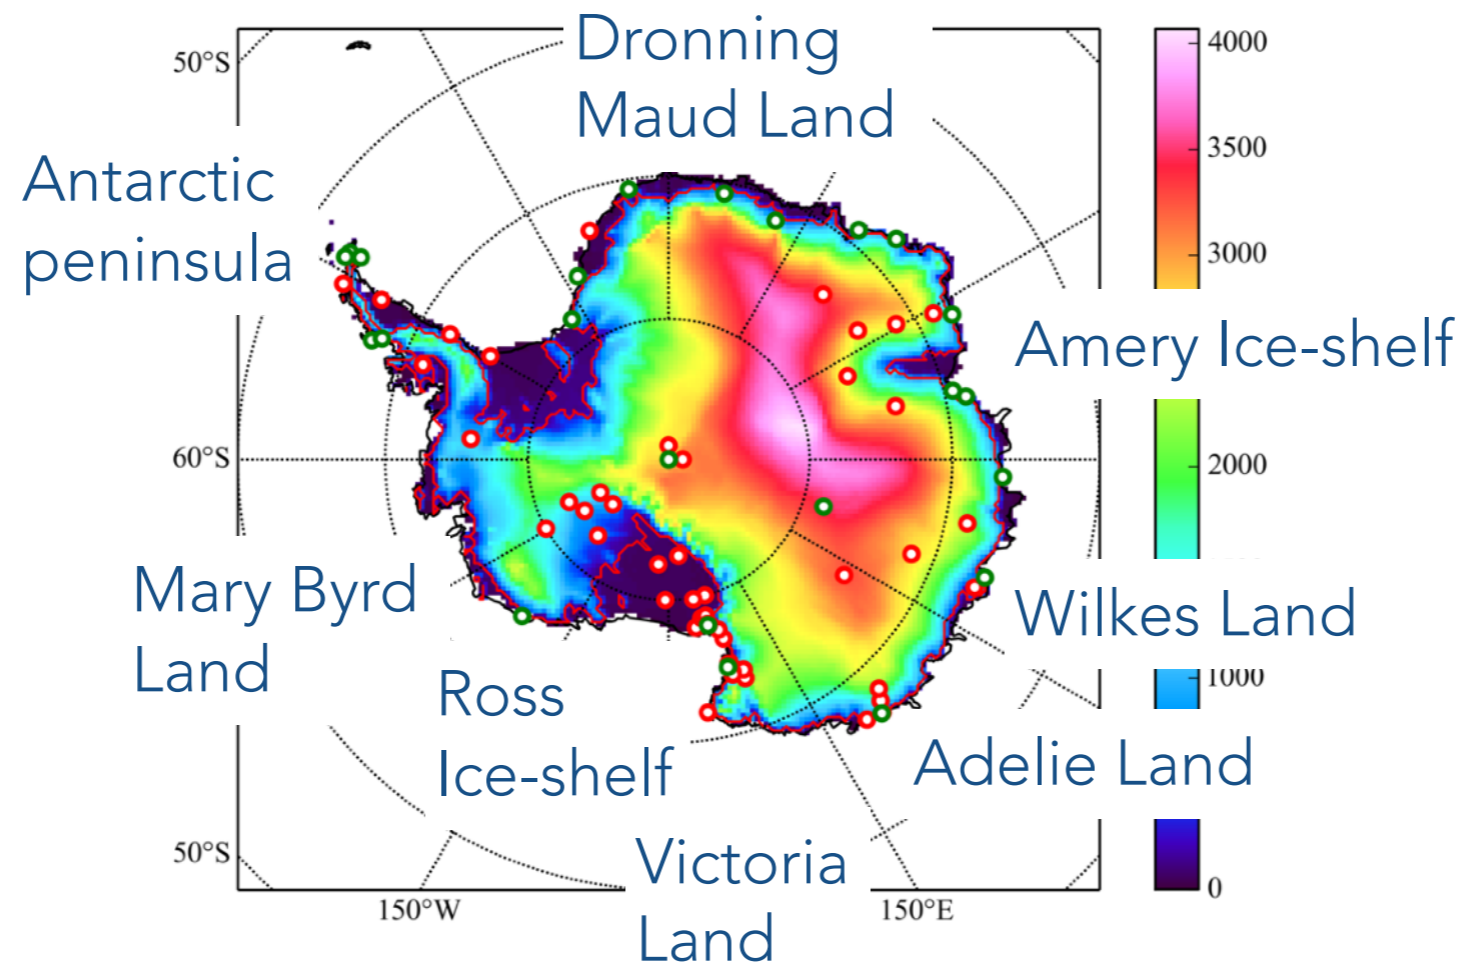 Dronning
Maud Land
50°S
4000
3500
Antarctic
peninsula
3000
Amery Ice-shelf
60°S
2000
Mary Byrd
Land
Wilkes Land
1000
Ross
Ice-shelf
Adelie Land
50°S
Victoria
Land
0
150°W
150°E